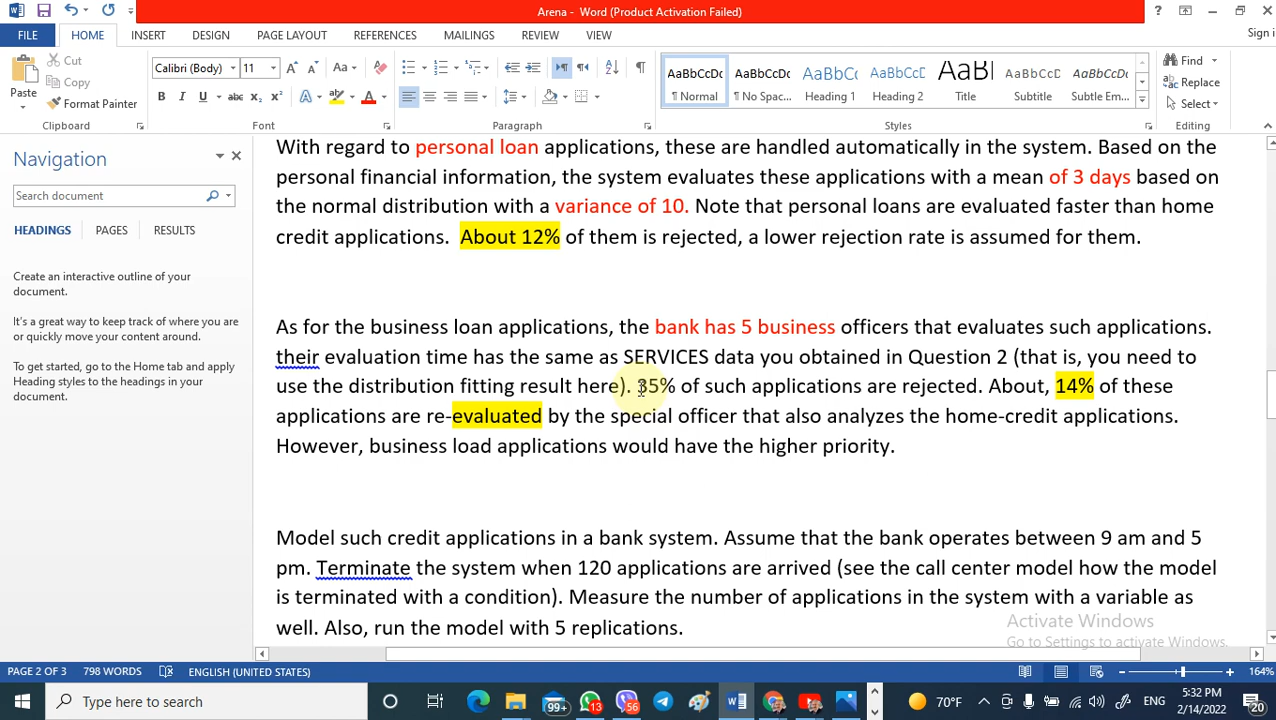 Arena - Word (Product Activation Failed)
FILE HOME INSERT DESIGN PAGE LAYOUT REFERENCES MAILINGS REVIEW VIEW Sign i
Cut
Copy
Format Painter
Paste
Calibri (Body) 11
AaBbCcDc AaBbCcDc AaBbCc AaBbCc AaBl AaBbCcDc AaBbCcDc
¶ Normal ¶ No Spac... Heading 1 Heading 2 Title Subtitle Subtle Em...
Find
Replace
Select
Clipboard Font Paragraph Styles Editing
Navigation
Search document
HEADINGS PAGES RESULTS
Create an interactive outline of your
document.
It's a great way to keep track of where you are
or quickly move your content around.
To get started, go to the Home tab and apply
Heading styles to the headings in your
document.
With regard to personal loan applications, these are handled automatically in the system. Based on the
personal financial information, the system evaluates these applications with a mean of 3 days based on
the normal distribution with a variance of 10. Note that personal loans are evaluated faster than home
credit applications. About 12% of them is rejected, a lower rejection rate is assumed for them.
As for the business loan applications, the bank has 5 business officers that evaluates such applications.
their evaluation time has the same as SERVICES data you obtained in Question 2 (that is, you need to
use the distribution fitting result here). 35% of such applications are rejected. About, 14% of these
applications are re-evaluated by the special officer that also analyzes the home-credit applications.
However, business load applications would have the higher priority.
Model such credit applications in a bank system. Assume that the bank operates between 9 am and 5
pm. Terminate the system when 120 applications are arrived (see the call center model how the model
is terminated with a condition). Measure the number of applications in the system with a variable as
well. Also, run the model with 5 replications.
Activate Windows
Go to Settings to activate Windows.
PAGE 2 OF 3 798 WORDS ENGLISH (UNITED STATES) 164%
Type here to search
99+ 13 56 70°F ENG 5:32 PM
2/14/2022 20